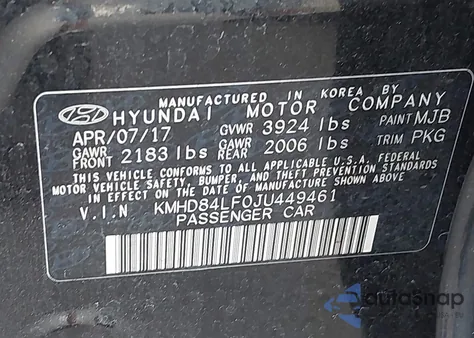 MANUFACTURED IN KOREA BY
HYUNDAI MOTOR COMPANY
APR/07/17 GVWR 3924 lbs PAINT MJB
GAWR FRONT 2183 lbs GAWR REAR 2006 lbs TRIM PKG
THIS VEHICLE CONFORMS TO ALL APPLICABLE U.S.A. FEDERAL
MOTOR VEHICLE SAFETY, BUMPER, AND THEFT PREVENTION STANDARDS
IN EFFECT ON THE DATE OF MANUFACTURE SHOWN ABOVE.
V.I.N KMHD84LF0JU449461
PASSENGER CAR
autosnap